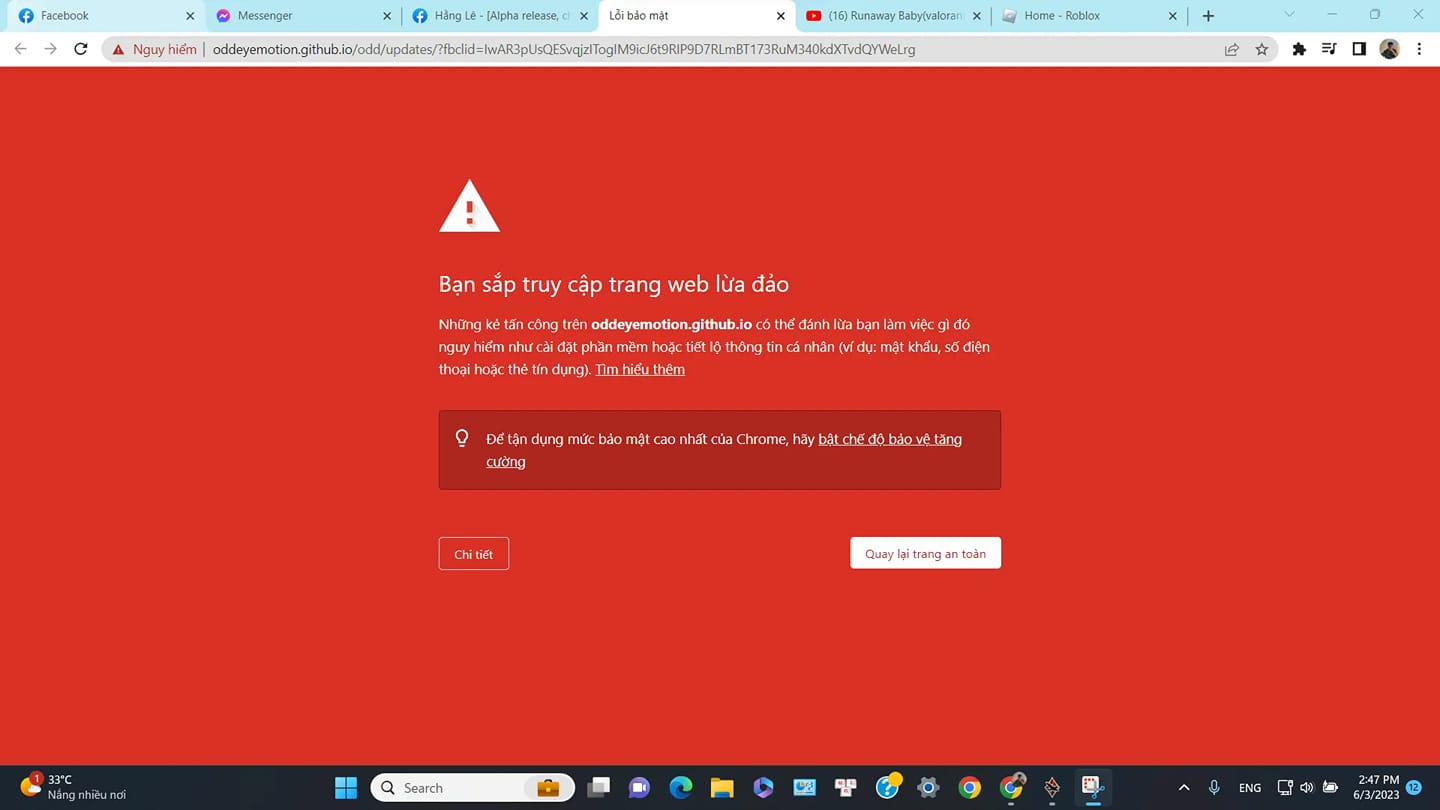 Facebook
Messenger
Hằng Lê - [Alpha release, cl
Lỗi bảo mật
(16) Runaway Baby(valoran
Home - Roblox
Nguy hiểm
oddeyemotion.github.io/odd/updates/?fbclid=IwAR3pUsQESvqjzITogIM9icJ6t9RlP9D7RLmBT173RuM340kdXTvdQYWeLrg
Bạn sắp truy cập trang web lừa đảo
Những kẻ tấn công trên oddeyemotion.github.io có thể đánh lừa bạn làm việc gì đó
nguy hiểm như cài đặt phần mềm hoặc tiết lộ thông tin cá nhân (ví dụ: mật khẩu, số điện
thoại hoặc thẻ tín dụng). Tìm hiểu thêm
Để tận dụng mức bảo mật cao nhất của Chrome, hãy bật chế độ bảo vệ tăng
cường
Chi tiết
Quay lại trang an toàn
1
33°C
Nắng nhiều nơi
Search
ENG
2:47 PM
6/3/2023
12